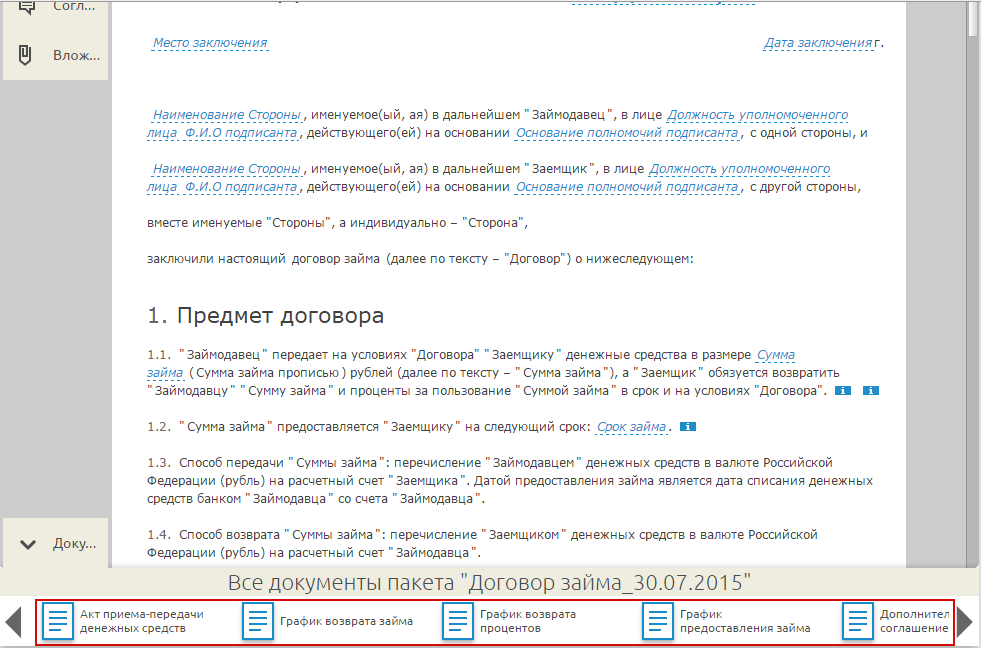 Согл...
Место заключения
Дата заключения г.
Влож...
Наименование Стороны, именуемое(ый, ая) в дальнейшем "Займодавец", в лице Должность уполномоченного
лица Ф.И.О подписанта, действующего(ей) на основании Основание полномочий подписанта, с одной стороны, и
Наименование Стороны, именуемое(ый, ая) в дальнейшем "Заемщик", в лице Должность уполномоченного
лица Ф.И.О подписанта, действующего(ей) на основании Основание полномочий подписанта, с другой стороны,
вместе именуемые "Стороны", а индивидуально – "Сторона",
заключили настоящий договор займа (далее по тексту – "Договор") о нижеследующем:
1. Предмет договора
1.1. "Займодавец" передает на условиях "Договора" "Заемщику" денежные средства в размере Сумма
займа (Сумма займа прописью) рублей (далее по тексту – "Сумма займа"), а "Заемщик" обязуется возвратить
"Займодавцу" "Сумму займа" и проценты за пользование "Суммой займа" в срок и на условиях "Договора". i i
1.2. "Сумма займа" предоставляется "Заемщику" на следующий срок: Срок займа. i
1.3. Способ передачи "Суммы займа": перечисление "Займодавцем" денежных средств в валюте Российской
Федерации (рубль) на расчетный счет "Заемщика". Датой предоставления займа является дата списания денежных
средств банком "Займодавца" со счета "Займодавца".
1.4. Способ возврата "Суммы займа": перечисление "Заемщиком" денежных средств в валюте Российской
Федерации (рубль) на расчетный счет "Займодавца".
Доку...
Все документы пакета "Договор займа_30.07.2015"
Акт приема-передачи
денежных средств
График возврата займа
График возврата
процентов
График
предоставления займа
Дополнител
соглашение